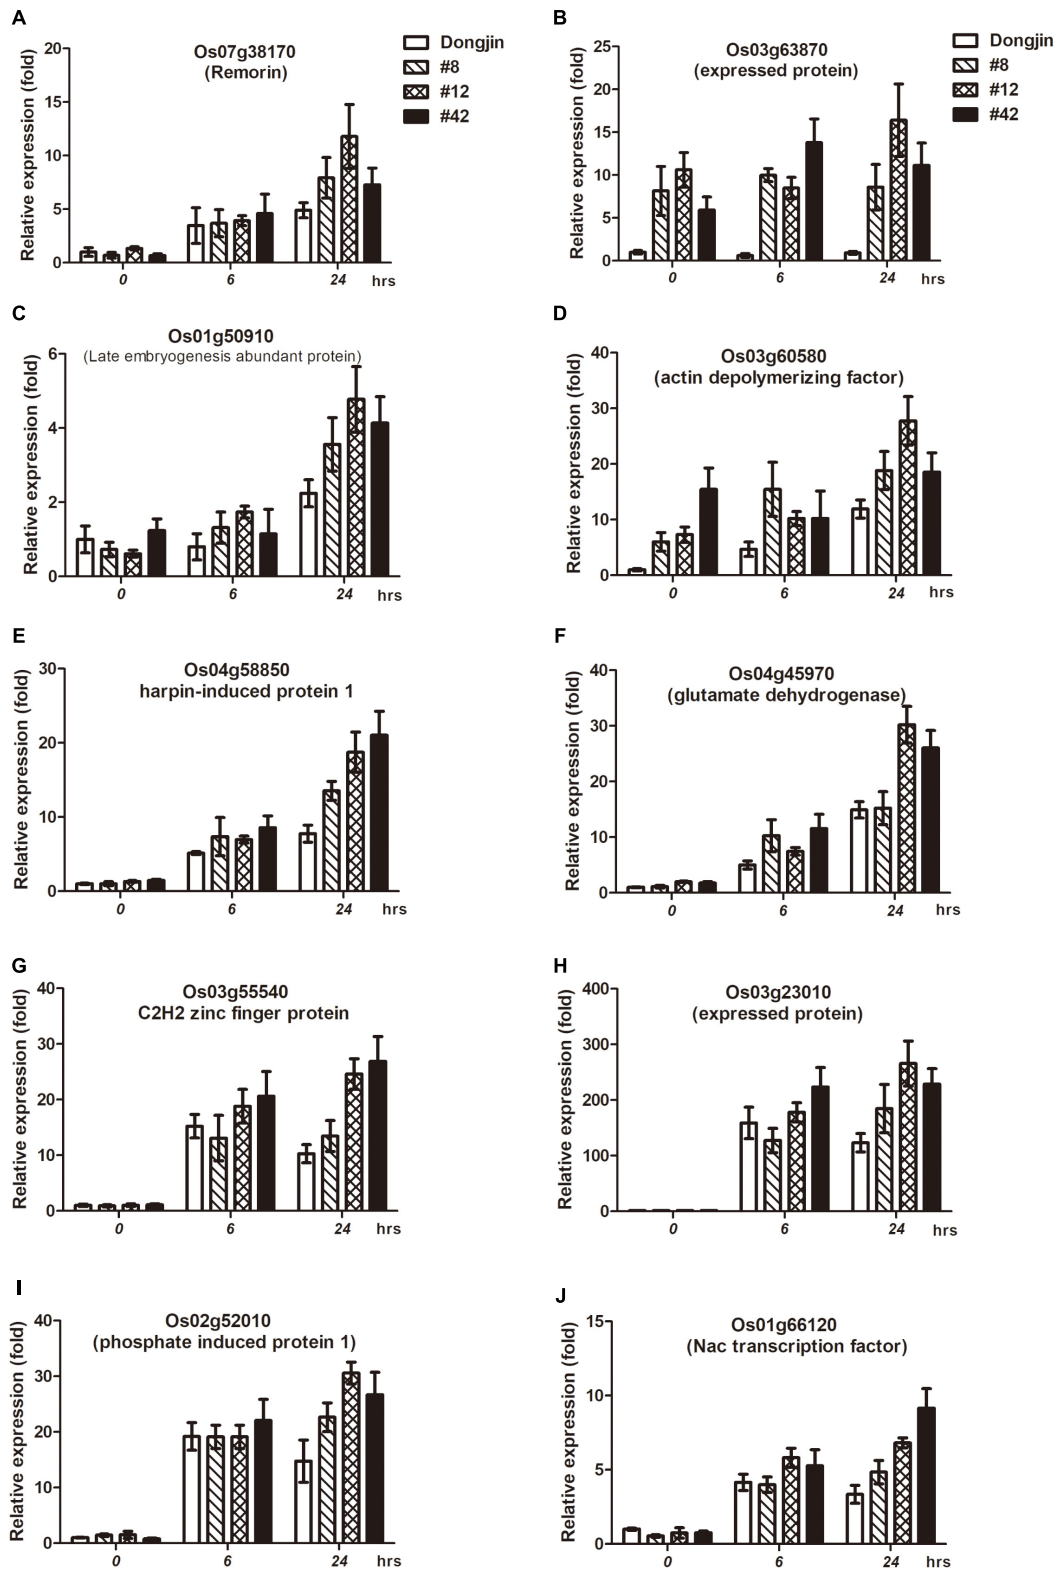 A
Os07g38170
(Remorin)
Relative expression (fold)
20
15
10
5
0
0 6 24 hrs
Dongjin
#8
#12
#42
B
Os03g63870
(expressed protein)
Relative expression (fold)
25
20
15
10
5
0
0 6 24 hrs
Dongjin
#8
#12
#42
C
Os01g50910
(Late embryogenesis abundant protein)
Relative expression (fold)
6
4
2
0
0 6 24 hrs
D
Os03g60580
(actin depolymerizing factor)
Relative expression (fold)
40
30
20
10
0
0 6 24 hrs
E
Os04g58850
harpin-induced protein 1
Relative expression (fold)
30
20
10
0
0 6 24 hrs
F
Os04g45970
(glutamate dehydrogenase)
Relative expression (fold)
40
30
20
10
0
0 6 24 hrs
G
Os03g55540
C2H2 zinc finger protein
Relative expression (fold)
40
30
20
10
0
0 6 24 hrs
H
Os03g23010
(expressed protein)
Relative expression (fold)
400
300
200
100
0
0 6 24 hrs
I
Os02g52010
(phosphate induced protein 1)
Relative expression (fold)
40
30
20
10
0
0 6 24 hrs
J
Os01g66120
(Nac transcription factor)
Relative expression (fold)
15
10
5
0
0 6 24 hrs